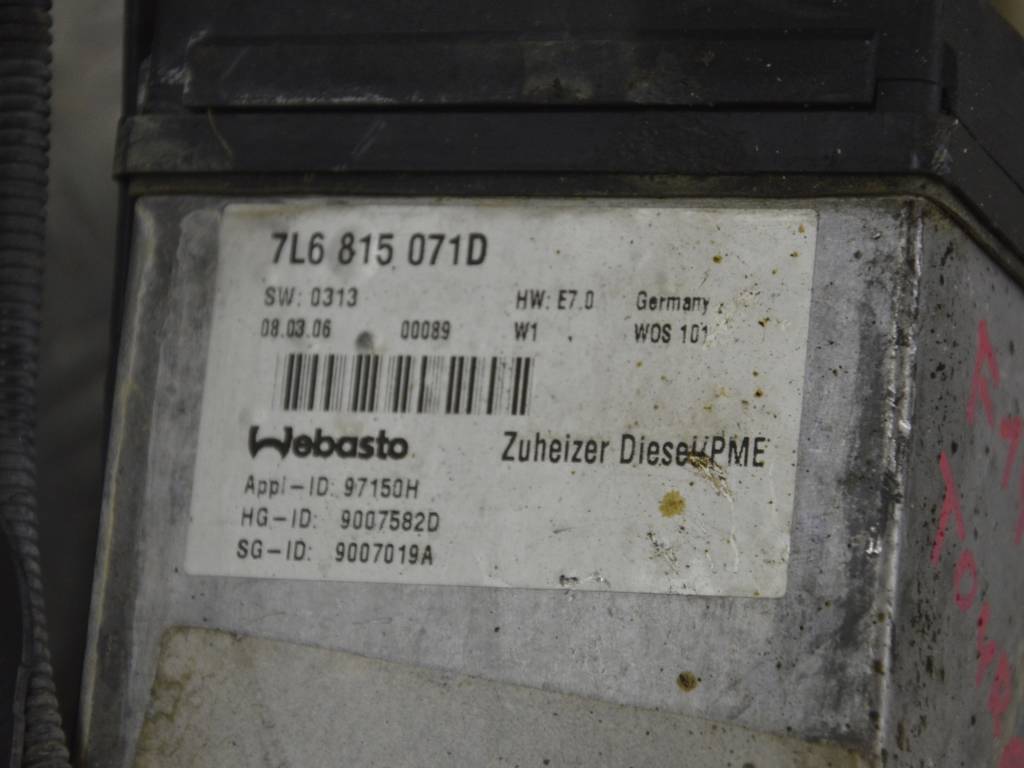 7L6 815 071D
SW: 0313 HW: E7.0 Germany
08.03.06 00089 W1 WOS 101
Webasto Zuheizer Diesel/PME
Appl-ID: 97150H
HG-ID: 9007582D
SG-ID: 9007019A